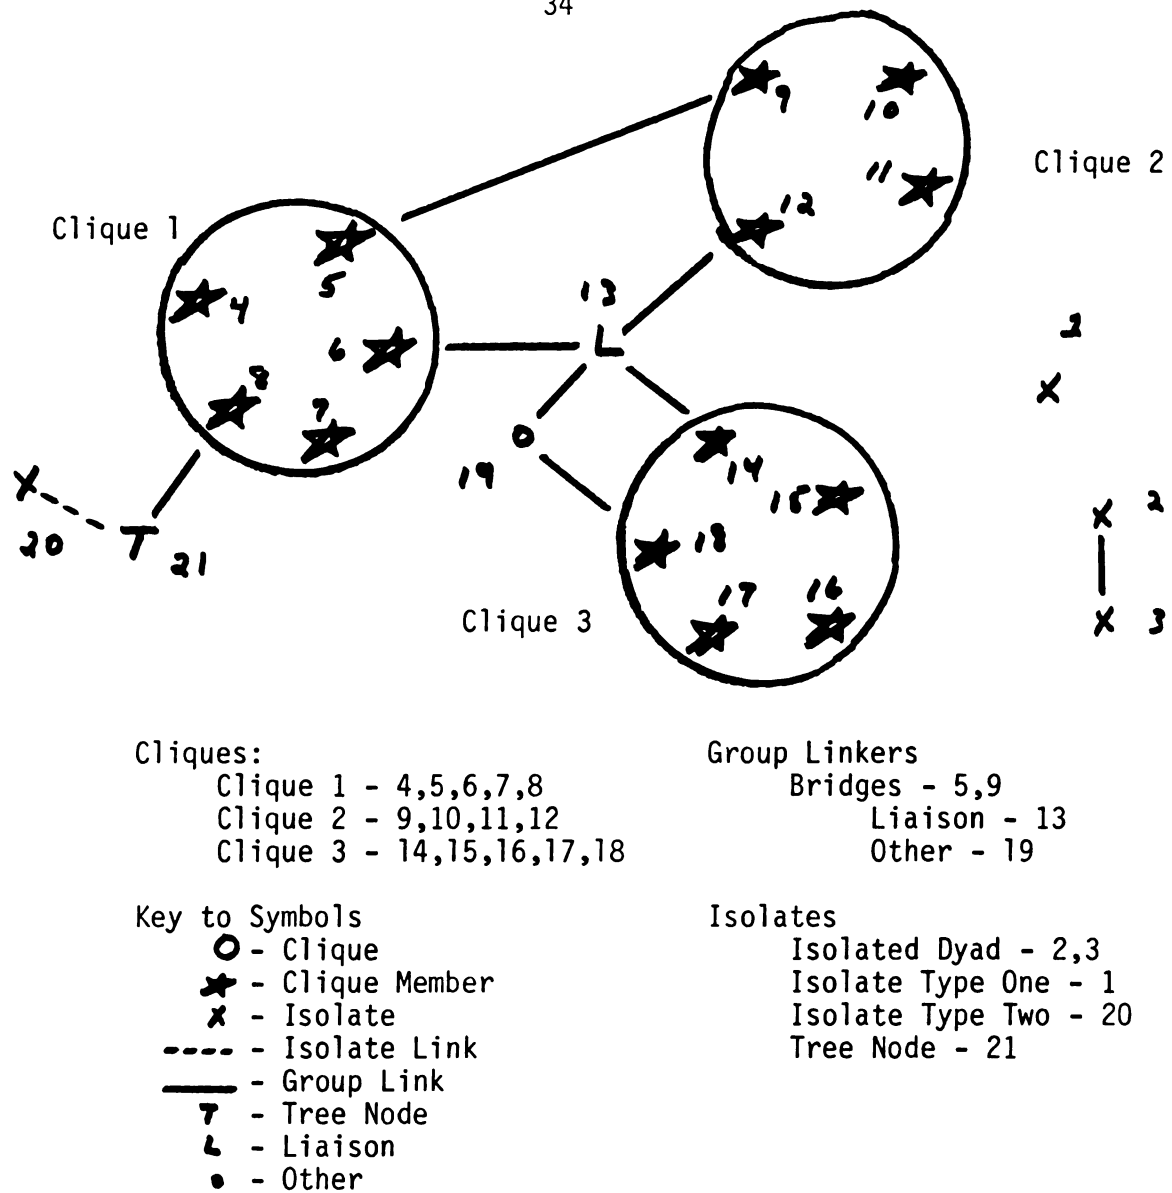 34
Clique 2
9
10
11
12
Clique 1
5
4
6
8
7
13
L
1
X
19
14
15
18
17
16
Clique 3
X
20
T
21
X 2
X 3
Cliques:
Clique 1 - 4,5,6,7,8
Clique 2 - 9,10,11,12
Clique 3 - 14,15,16,17,18
Group Linkers
Bridges - 5,9
Liaison - 13
Other - 19
Key to Symbols
- Clique
- Clique Member
X - Isolate
---- - Isolate Link
- Group Link
T - Tree Node
L - Liaison
- Other
Isolates
Isolated Dyad - 2,3
Isolate Type One - 1
Isolate Type Two - 20
Tree Node - 21